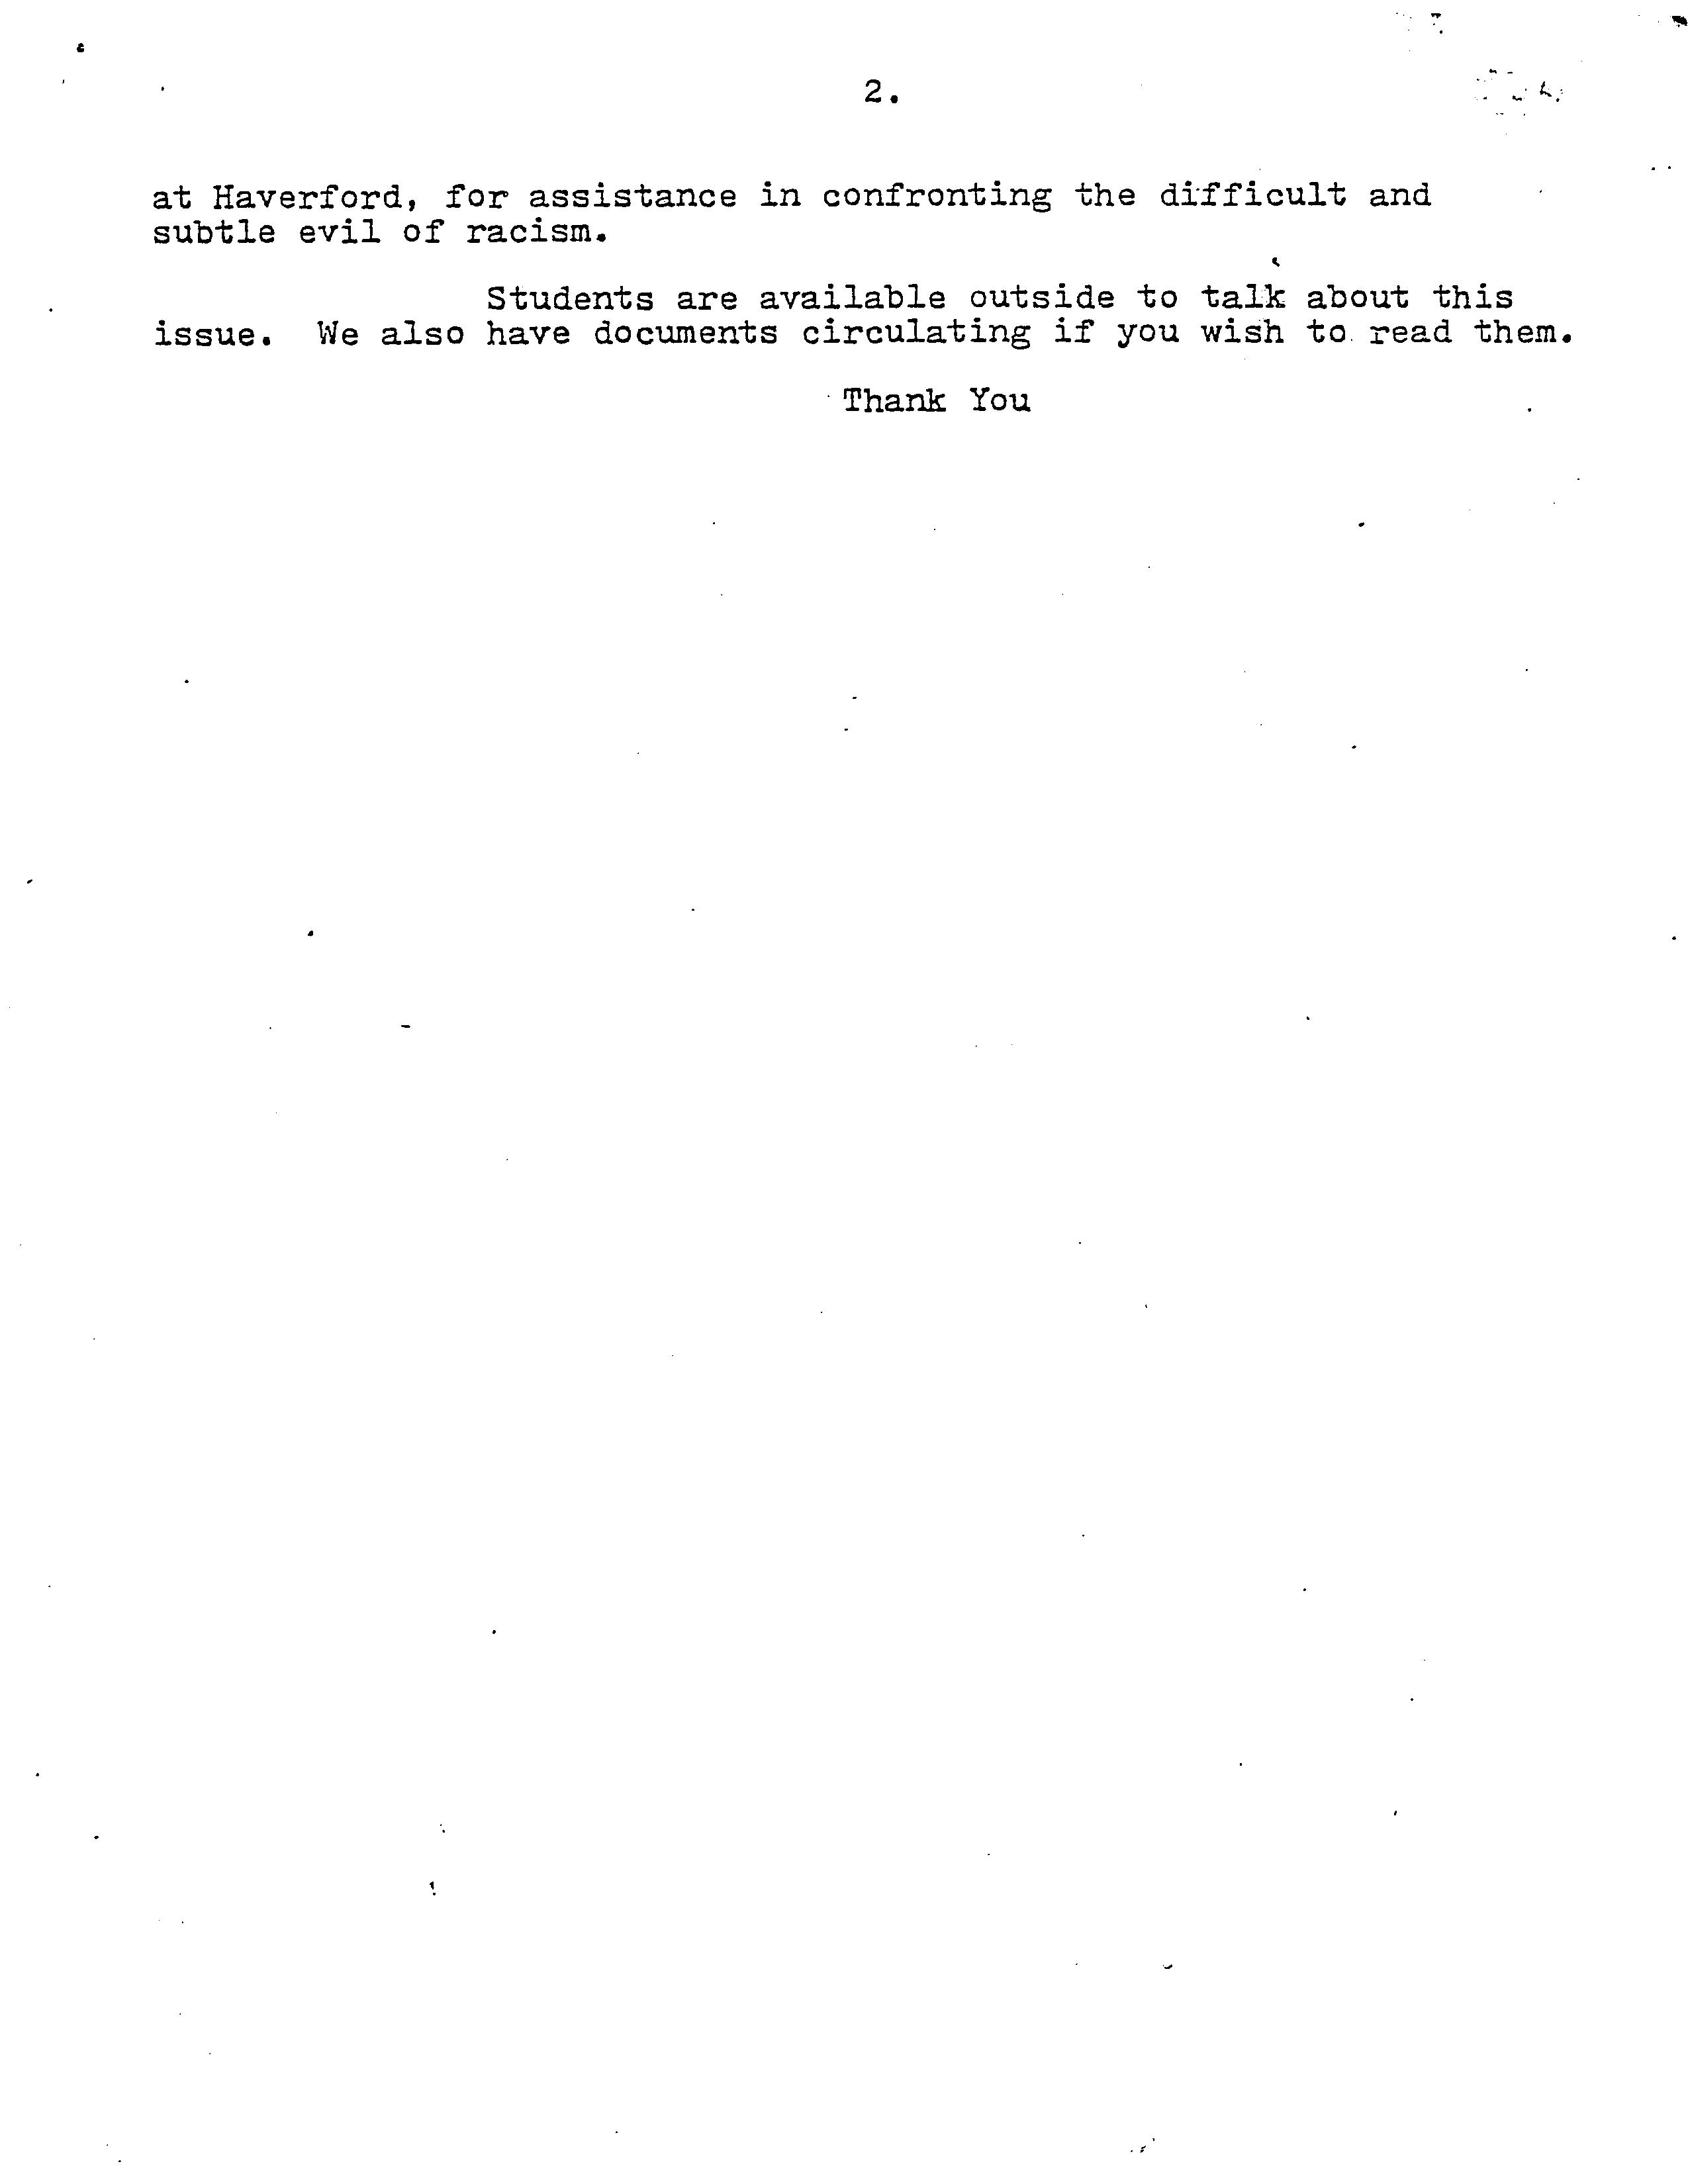 2.
at Haverford, for assistance in confronting the difficult and
subtle evil of racism.
Students are available outside to talk about this
issue. We also have documents circulating if you wish to read them.
Thank You